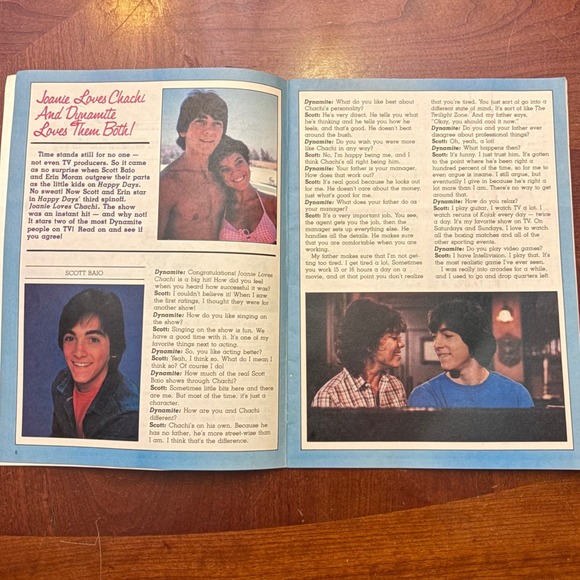 Joanie Loves Chachi
And Dynamite
Loves Them Both!
Time stands still for no one —
not even TV producers. So it came
as no surprise when Scott Baio
and Erin Moran outgrew their parts
as the little kids on Happy Days.
No sweat! Now Scott and Erin star
in Happy Days' third spinoff,
Joanie Loves Chachi. The show
was an instant hit — and why not!
It stars two of the most Dynamite
people on TV! Read on and see if
you agree!
SCOTT BAIO
Dynamite: Congratulations! Joanie Loves
Chachi is a big hit! How did you feel
when you heard how successful it was?
Scott: I couldn't believe it! When I saw
the first ratings, I thought they were for
another show!
Dynamite: How do you like singing on
the show?
Scott: Singing on the show is fun. We
have a good time with it. It's one of my
favorite things next to acting.
Dynamite: So, you like acting better?
Scott: Yeah, I think so. What do I mean I
think so? Of course I do!
Dynamite: How much of the real Scott
Baio shows through Chachi?
Scott: Sometimes little bits here and there
are me. But most of the time, it's just a
character.
Dynamite: How are you and Chachi
different?
Scott: Chachi's on his own. Because he
has no father, he's more street-wise than
I am. I think that's the difference.
Dynamite: What do you like best about
Chachi's personality?
Scott: He's very direct. He tells you what
he's thinking and he tells you how he
feels, and that's good. He doesn't beat
around the bush.
Dynamite: Do you wish you were more
like Chachi in any way?
Scott: No, I'm happy being me, and I
think Chachi's all right being him.
Dynamite: Your father is your manager.
How does that work out?
Scott: It's real good because he looks out
for me. He doesn't care about the money,
just what's good for me.
Dynamite: What does your father do as
your manager?
Scott: It's a very important job. You see,
the agent gets you the job, then the
manager sets up everything else. He
handles all the details. He makes sure
that you are comfortable when you are
working.
My father makes sure that I'm not get-
ting too tired. I get tired a lot. Sometimes
you work 15 or 16 hours a day on a
movie, and at that point you don't realize
that you're tired. You just sort of go into a
different state of mind. It's sort of like The
Twilight Zone. And my father says,
"Okay, you should cool it now."
Dynamite: Do you and your father ever
disagree about professional things?
Scott: Oh, yeah, a lot!
Dynamite: What happens then?
Scott: It's funny. I just trust him. It's gotten
to the point where he's been right a
hundred percent of the time, so for me to
even argue is insane. I still argue, but
eventually I give in because he's right a
lot more than I am. There's no way to get
around that.
Dynamite: How do you relax?
Scott: I play guitar, I watch TV a lot. I
watch reruns of Kojak every day — twice
a day. It's my favorite show on TV. On
Saturdays and Sundays, I love to watch
all the boxing matches and all of the
other sporting events.
Dynamite: Do you play video games?
Scott: I have Intellivision. I play that. It's
the most realistic game I've ever seen.
I was really into arcades for a while,
and I used to go and drop quarters left